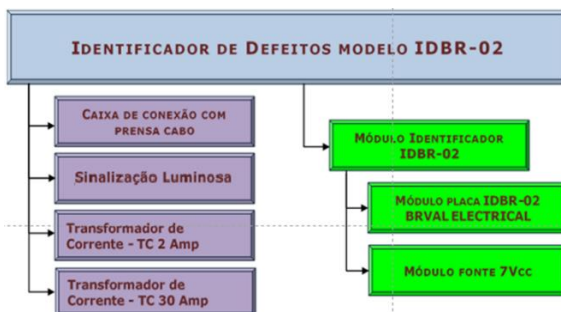 IDENTIFICADOR DE DEFEITOS MODELO IDBR-02
CAIXA DE CONEXÃO COM
PRENSA CABO
Sinalização Luminosa
Transformador de
Corrente - TC 2 Amp
Transformador de
Corrente - TC 30 Amp
MÓDULO IDENTIFICADOR
IDBR-02
MÓDULO PLACA IDBR-02
BRVAL ELECTRICAL
MÓDULO FONTE 7VCC